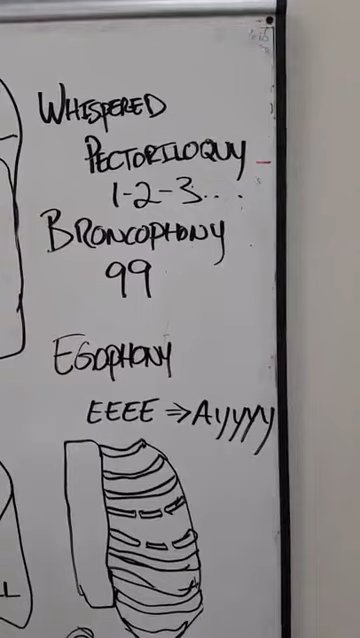 WHISPERED
PECTORILOQUY
1-2-3...
BRONCOPHONY
99
EGOPHONY
EEEE ⇒ Ayyyy